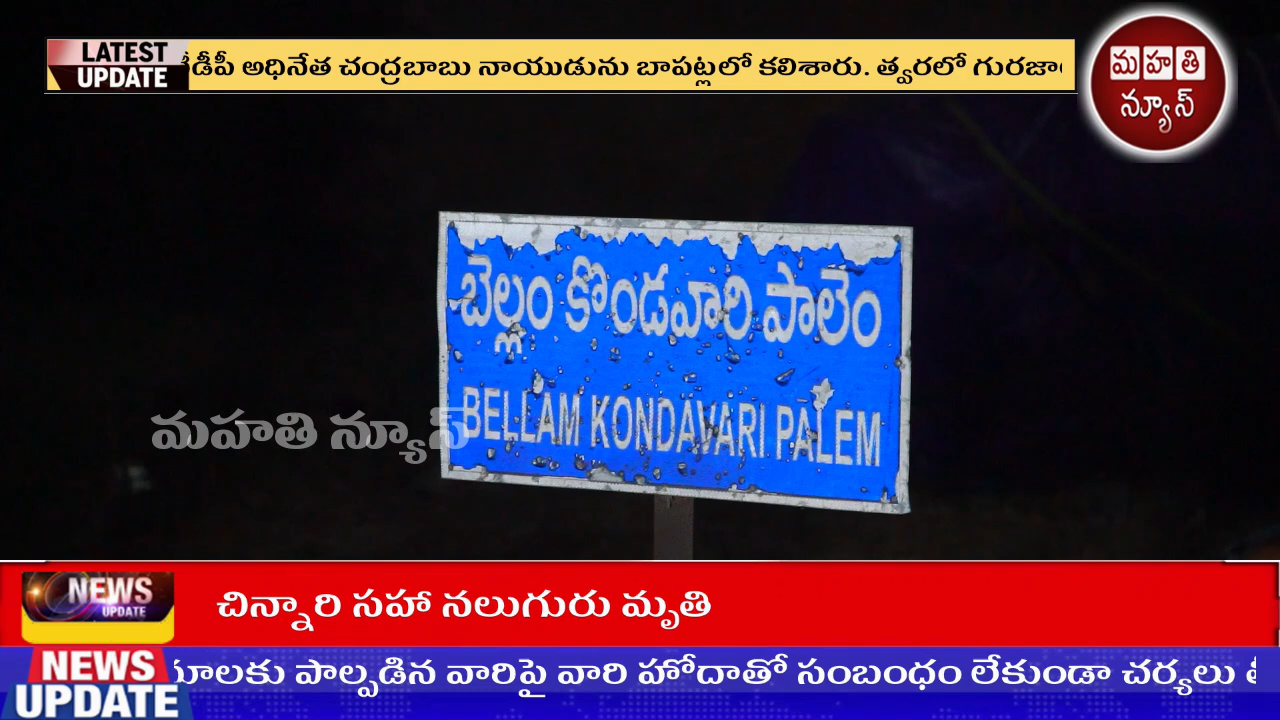 LATEST
UPDATE
అధినేత చంద్రబాబు నాయుడును బాపట్లలో కలిశారు. త్వరలో
మహతి
న్యూస్
బెల్లం కొండవారి పాలెం
BELLAM KONDAVARI PALEM
మహతి న్యూస్
NEWS
UPDATE
చిన్నారి సహా నలుగురు మృతి
NEWS
UPDATE
పాల్పడిన వారిపై వారి హోదాతో సంబంధం లేకుండా చర్యలు